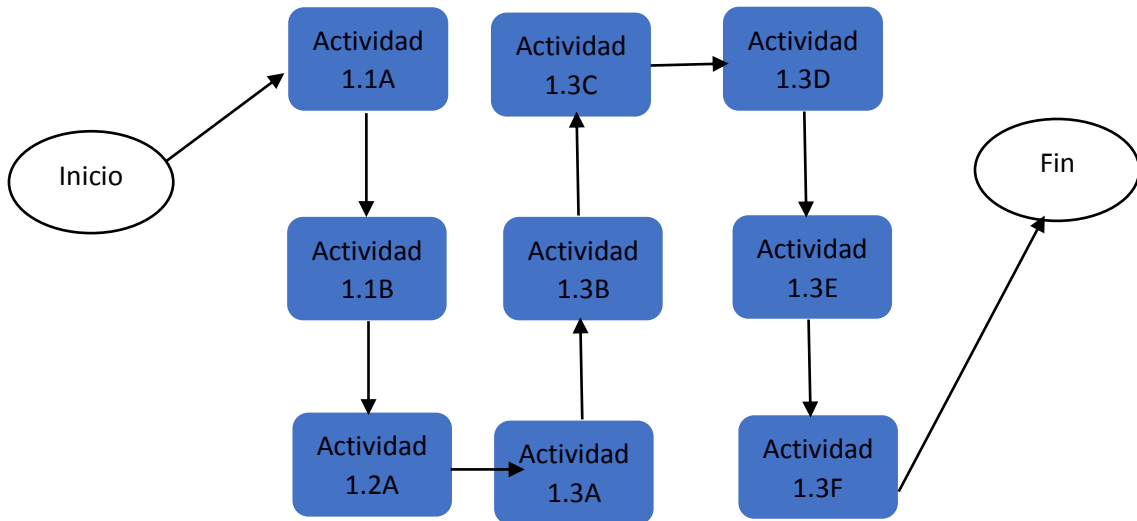 Inicio
Actividad
1.1A
Actividad
1.1B
Actividad
1.2A
Actividad
1.3A
Actividad
1.3B
Actividad
1.3C
Actividad
1.3D
Actividad
1.3E
Actividad
1.3F
Fin